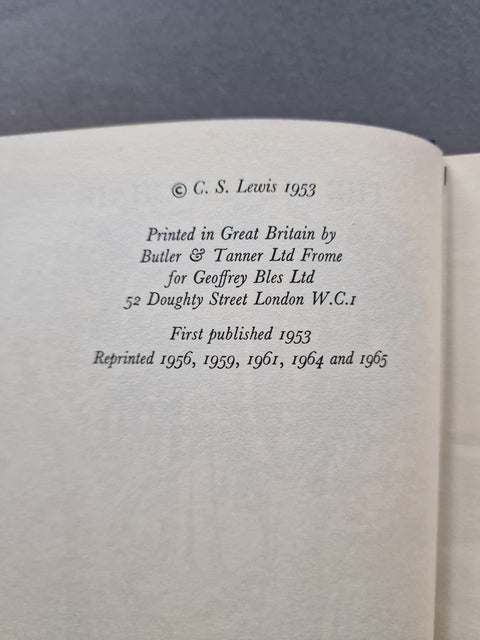 © C. S. Lewis 1953
Printed in Great Britain by
Butler & Tanner Ltd Frome
for Geoffrey Bles Ltd
52 Doughty Street London W.C.1
First published 1953
Reprinted 1956, 1959, 1961, 1964 and 1965